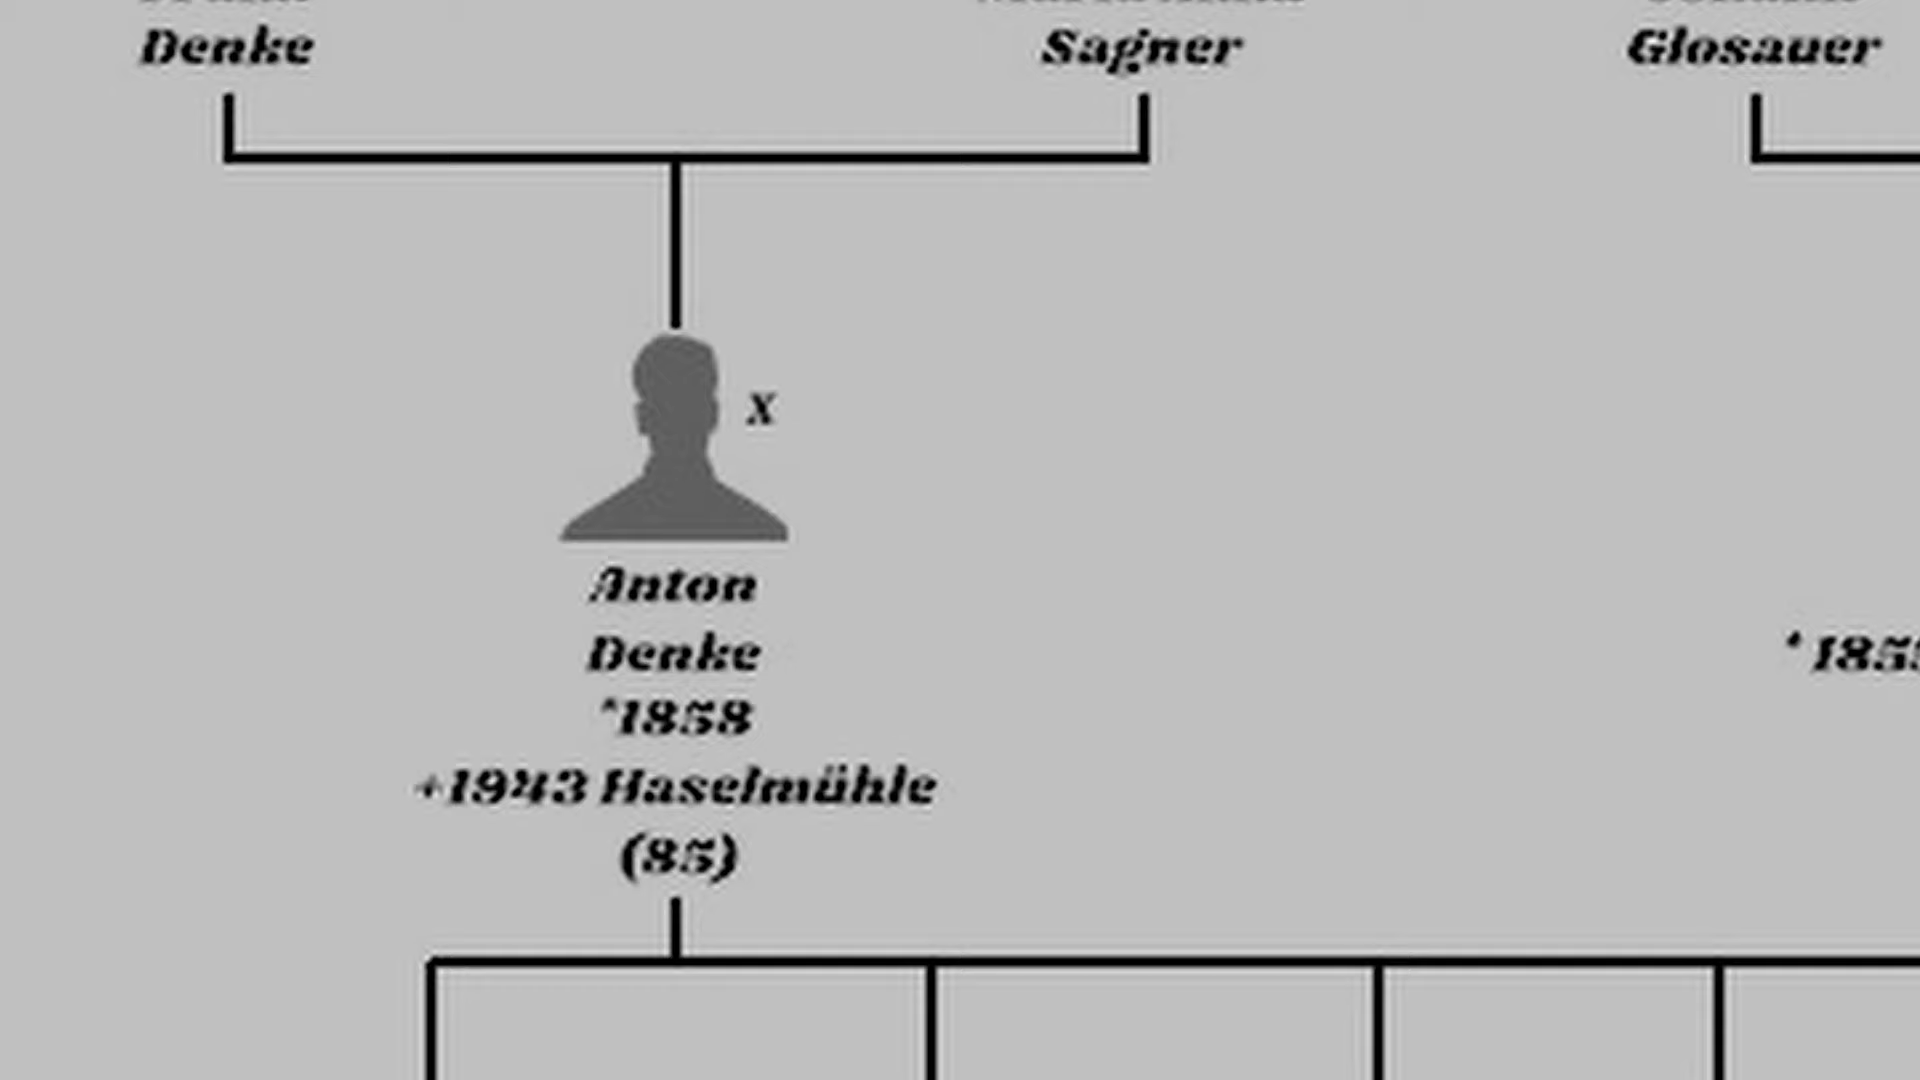 Denke
Sagner
Glosauer
x
Anton
Denke
*1858
+1943 Haselmühle
(85)